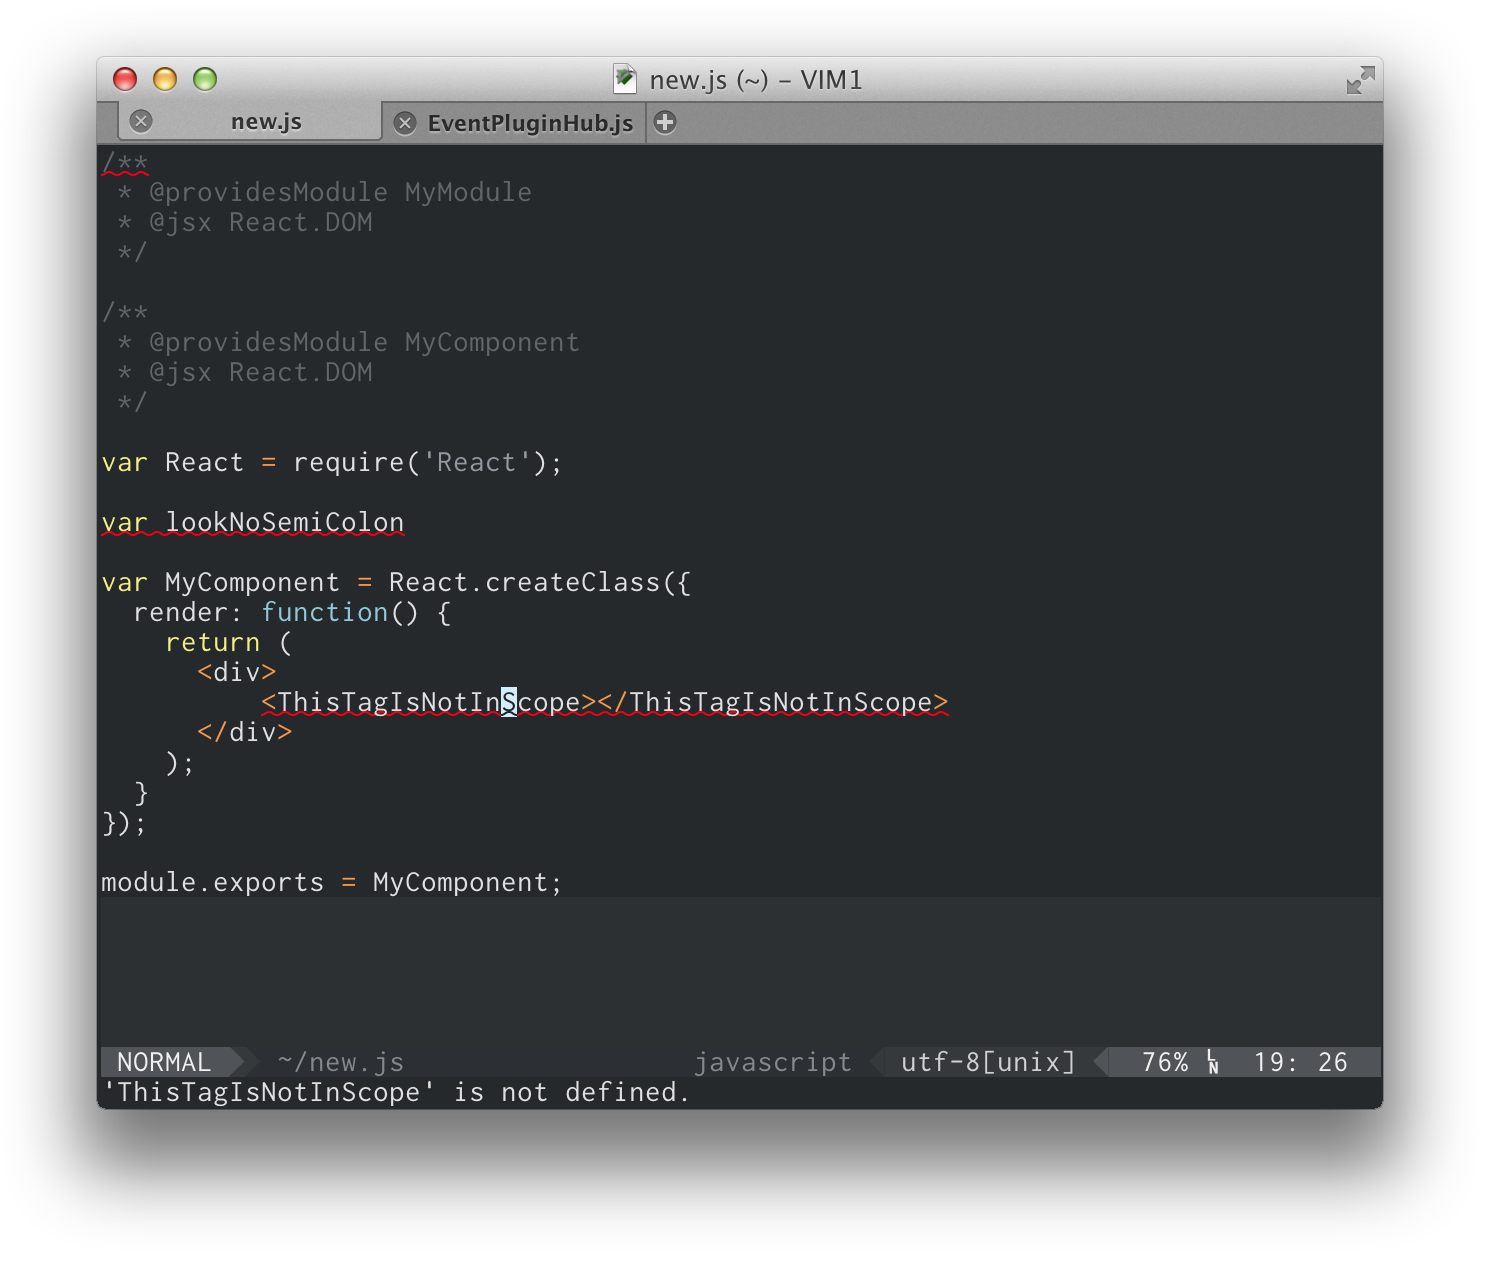 new.js (~) – VIM1
new.js EventPluginHub.js
/**
 * @providesModule MyModule
 * @jsx React.DOM
 */
/**
 * @providesModule MyComponent
 * @jsx React.DOM
 */
var React = require('React');
var lookNoSemiColon
var MyComponent = React.createClass({
  render: function() {
    return (
      <div>
          <ThisTagIsNotInScope></ThisTagIsNotInScope>
      </div>
    );
  }
});
module.exports = MyComponent;
NORMAL ~/new.js javascript utf-8[unix] 76% LN 19: 26
'ThisTagIsNotInScope' is not defined.